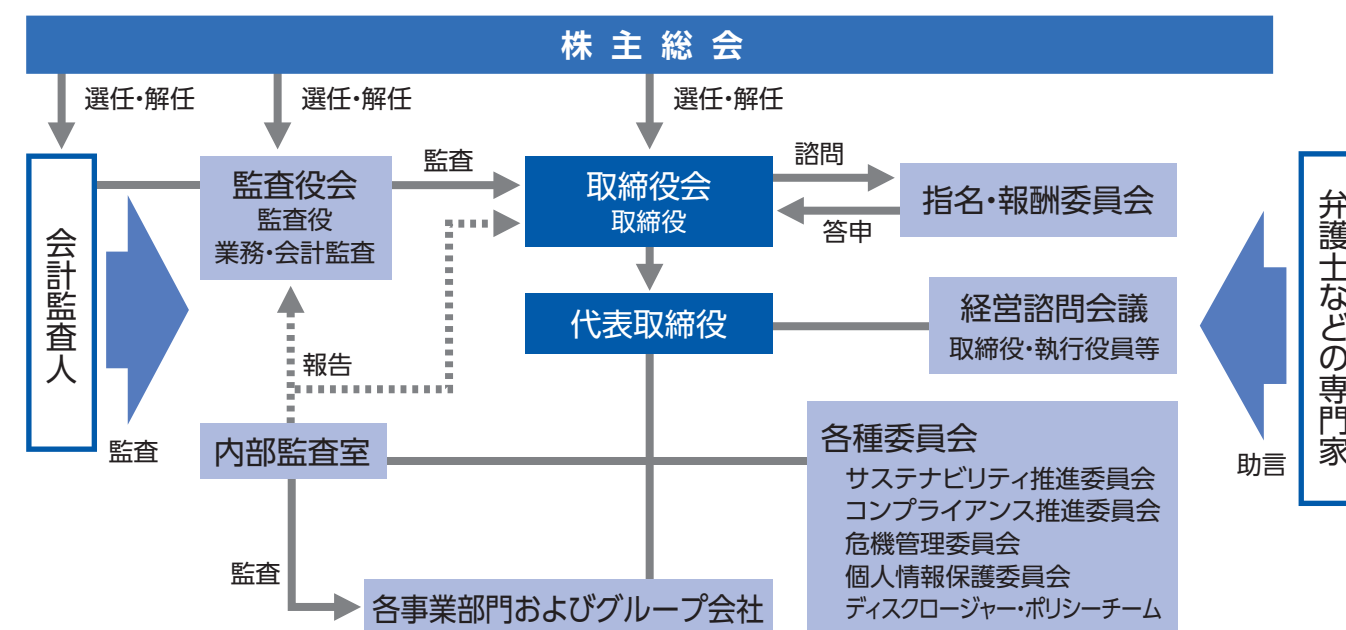 株主総会
選任・解任
選任・解任
選任・解任
会計監査人
監査役会
監査役
業務・会計監査
監査
取締役会
取締役
諮問
答申
指名・報酬委員会
代表取締役
経営諮問会議
取締役・執行役員等
弁護士などの専門家
助言
報告
監査
内部監査室
各種委員会
サステナビリティ推進委員会
コンプライアンス推進委員会
危機管理委員会
個人情報保護委員会
ディスクロージャー・ポリシーチーム
監査
各事業部門およびグループ会社